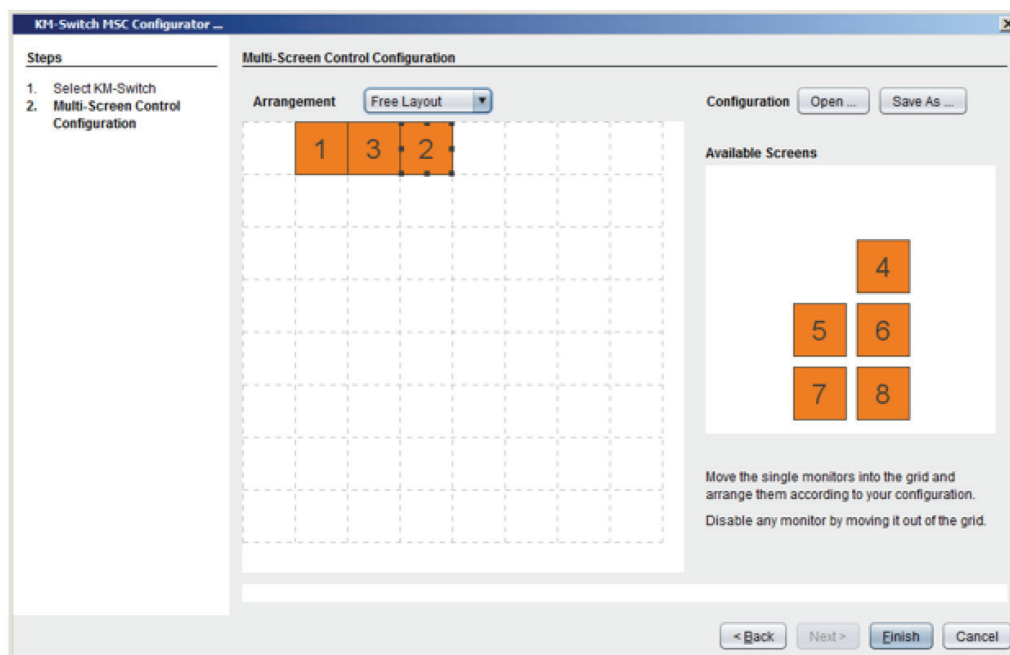 KM-Switch MSC Configurator ...
Steps
1. Select KM-Switch
2. Multi-Screen Control
Configuration
Multi-Screen Control Configuration
Arrangement Free Layout
Configuration Open ... Save As ...
1 3 2
Available Screens
4
5 6
7 8
Move the single monitors into the grid and
arrange them according to your configuration.
Disable any monitor by moving it out of the grid.
< Back Next > Finish Cancel